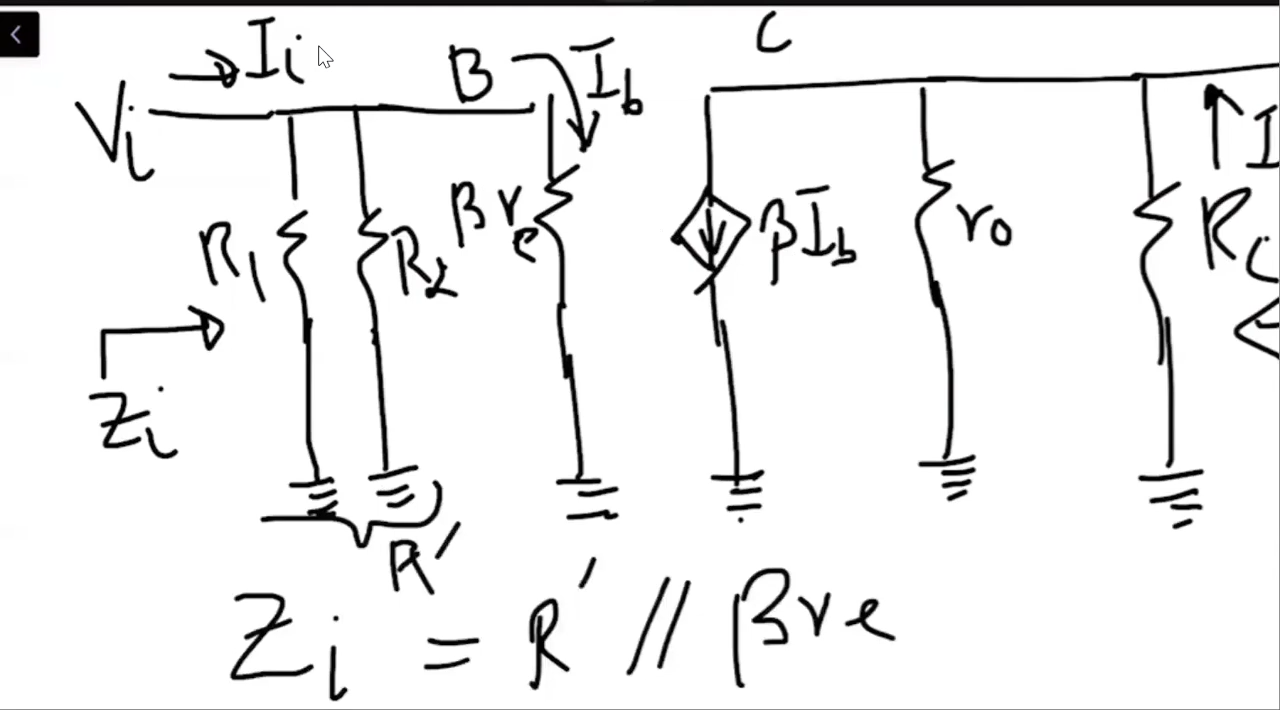 Ii
Vi
B
Ib
C
I
R1
R2
βre
βIb
ro
RC
Zi
R'
Zi = R' // βre